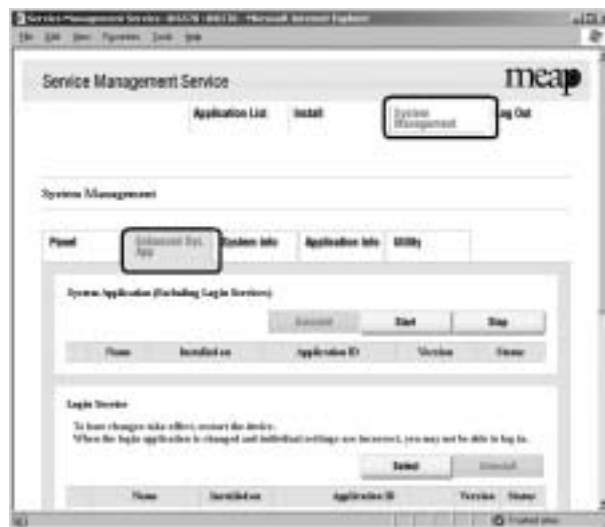 Service Management Service
meap
Application List Install System Management Log Out
System Management
Panel Enhanced Sys. App System Info Application Info Utility
System Application (Excluding Login Services)
Uninstall Start Stop
Name Installed on Application ID Version Status
Login Service
To have changes take effect, restart the device.
When the login application is changed and individual settings are incorrect, you may not be able to log in.
Select Uninstall
Name Installed on Application ID Version Status
Trusted sites